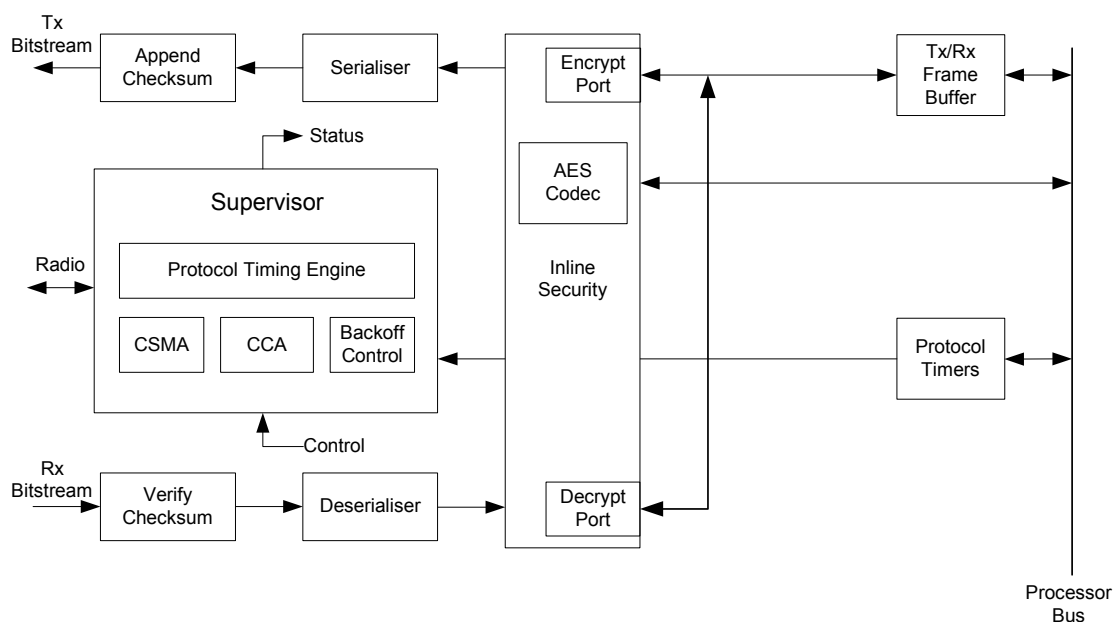 Tx
Bitstream
Append
Checksum
Serialiser
Encrypt
Port
Tx/Rx
Frame
Buffer
Status
AES
Codec
Supervisor
Radio
Protocol Timing Engine
Inline
Security
CSMA
CCA
Backoff
Control
Protocol
Timers
Control
Rx
Bitstream
Verify
Checksum
Deserialiser
Decrypt
Port
Processor
Bus